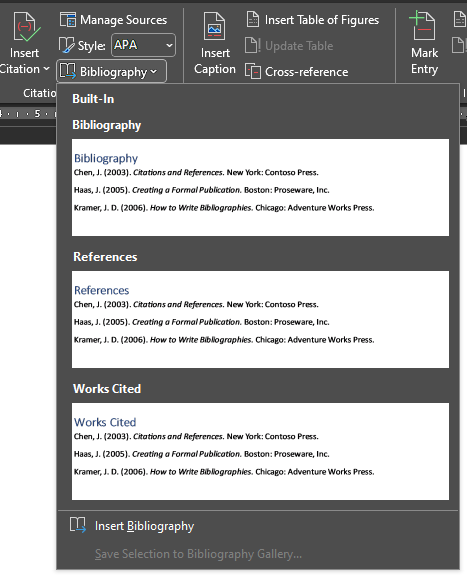 Insert
Citation
Manage Sources
Style: APA
Bibliography
Insert
Caption
Insert Table of Figures
Update Table
Cross-reference
Mark
Entry
Citatio
5
Built-In
Bibliography
Bibliography
Chen, J. (2003). Citations and References. New York: Contoso Press.
Haas, J. (2005). Creating a Formal Publication. Boston: Proseware, Inc.
Kramer, J. D. (2006). How to Write Bibliographies. Chicago: Adventure Works Press.
References
References
Chen, J. (2003). Citations and References. New York: Contoso Press.
Haas, J. (2005). Creating a Formal Publication. Boston: Proseware, Inc.
Kramer, J. D. (2006). How to Write Bibliographies. Chicago: Adventure Works Press.
Works Cited
Works Cited
Chen, J. (2003). Citations and References. New York: Contoso Press.
Haas, J. (2005). Creating a Formal Publication. Boston: Proseware, Inc.
Kramer, J. D. (2006). How to Write Bibliographies. Chicago: Adventure Works Press.
Insert Bibliography
Save Selection to Bibliography Gallery...